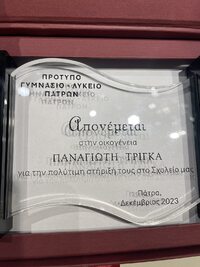 ΠΡΟΤΥΠΟ
ΓΥΜΝΑΣΙΟ - ΛΥΚΕΙΟ
ΠΑΤΡΩΝ
Απονέμεται
στην οικογένεια
ΠΑΝΑΓΙΩΤΗ ΤΡΙΓΚΑ
για την πολύτιμη στήριξή τους στο Σχολείο μας
Πάτρα,
Δεκέμβριος 2023